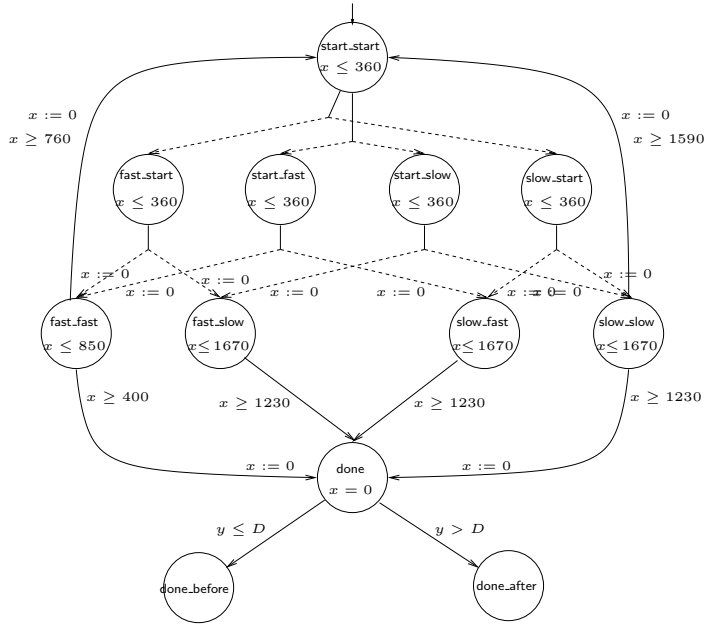 start_start
x ≤ 360
x := 0
x ≥ 760
x := 0
x ≥ 1590
fast_start
x ≤ 360
start_fast
x ≤ 360
start_slow
x ≤ 360
slow_start
x ≤ 360
x := 0
x := 0
x := 0
x := 0
x := 0
x := 0
x := 0
x := 0
fast_fast
x ≤ 850
fast_slow
x ≤ 1670
slow_fast
x ≤ 1670
slow_slow
x ≤ 1670
x ≥ 400
x ≥ 1230
x ≥ 1230
x ≥ 1230
x := 0
done
x = 0
x := 0
y ≤ D
y > D
done_before
done_after